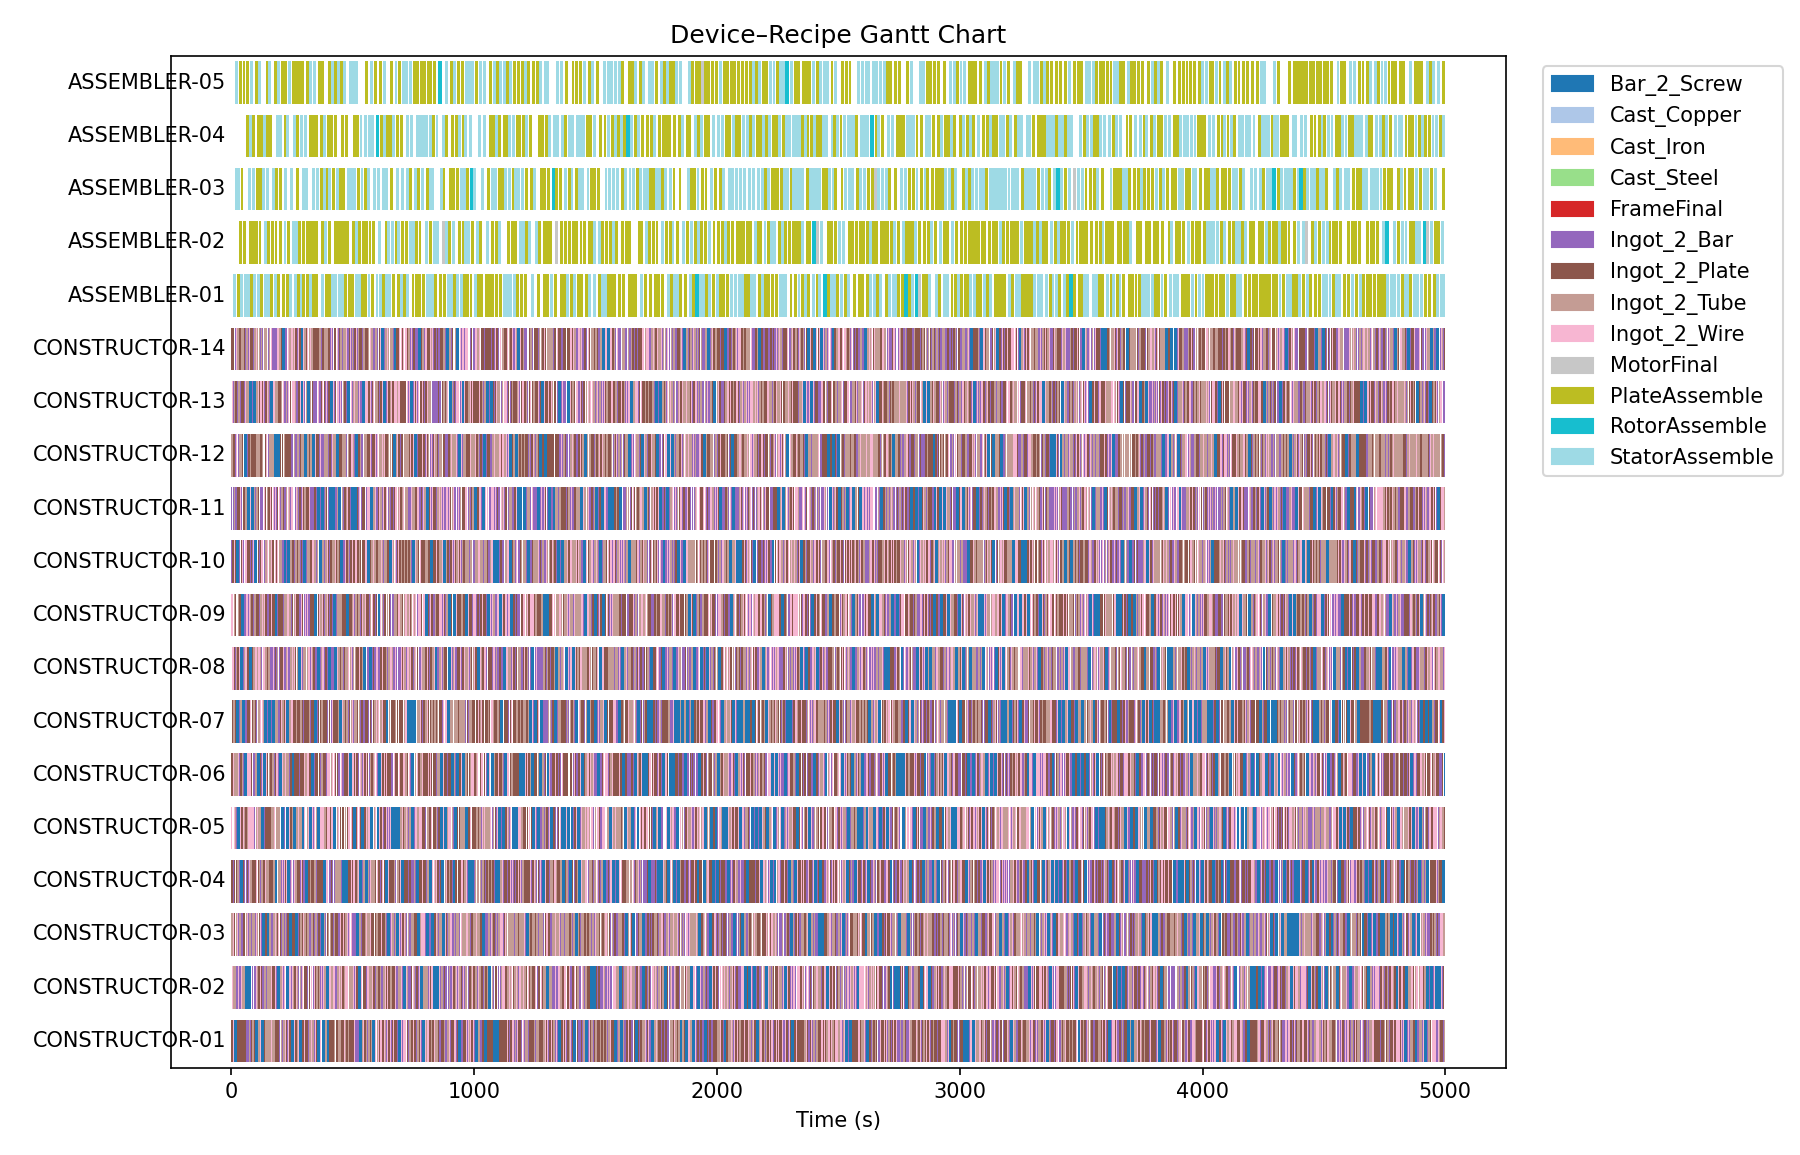 Device–Recipe Gantt Chart
ASSEMBLER-05
ASSEMBLER-04
ASSEMBLER-03
ASSEMBLER-02
ASSEMBLER-01
CONSTRUCTOR-14
CONSTRUCTOR-13
CONSTRUCTOR-12
CONSTRUCTOR-11
CONSTRUCTOR-10
CONSTRUCTOR-09
CONSTRUCTOR-08
CONSTRUCTOR-07
CONSTRUCTOR-06
CONSTRUCTOR-05
CONSTRUCTOR-04
CONSTRUCTOR-03
CONSTRUCTOR-02
CONSTRUCTOR-01
0 1000 2000 3000 4000 5000
Time (s)
Bar_2_Screw
Cast_Copper
Cast_Iron
Cast_Steel
FrameFinal
Ingot_2_Bar
Ingot_2_Plate
Ingot_2_Tube
Ingot_2_Wire
MotorFinal
PlateAssemble
RotorAssemble
StatorAssemble